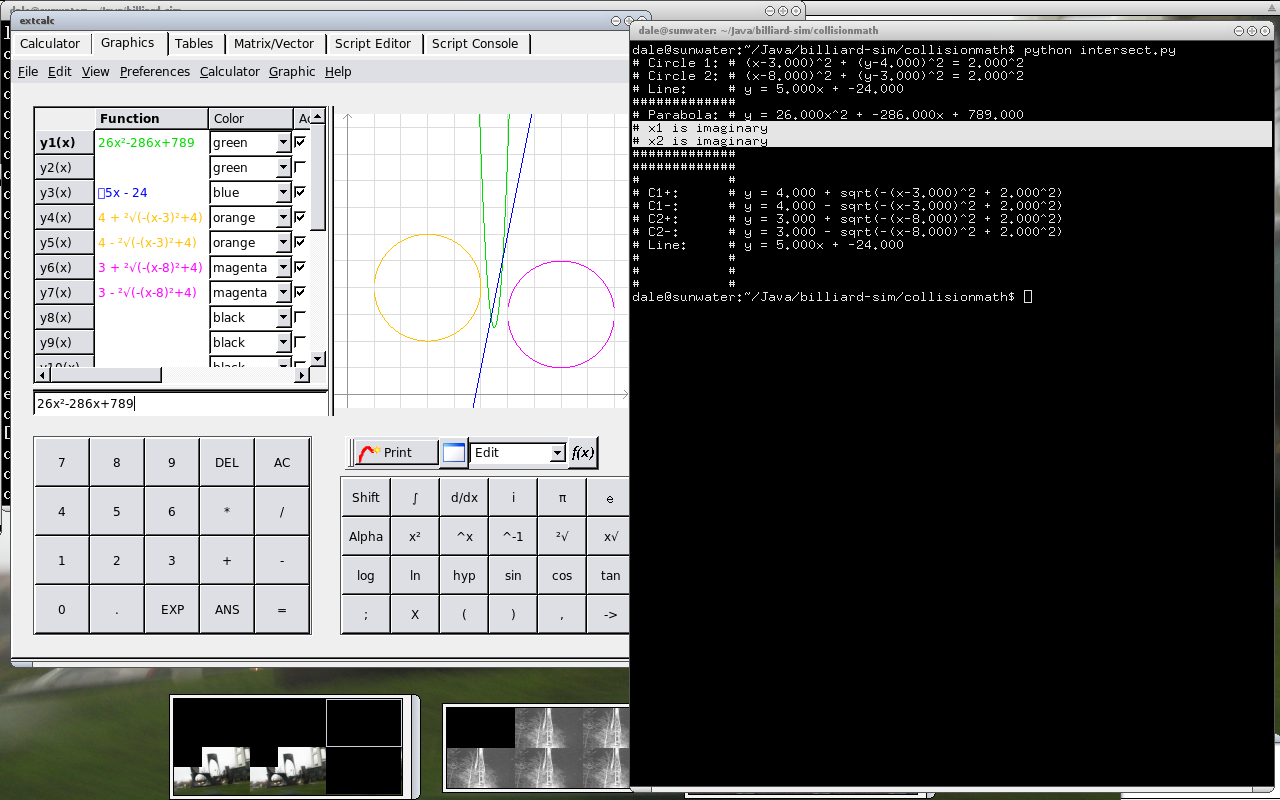 dale@sunwater: ~/Java/billiard-sim
extcalc
Calculator Graphics Tables Matrix/Vector Script Editor Script Console
File Edit View Preferences Calculator Graphic Help
Function Color
y1(x) 26x²-286x+789 green
y2(x) green
y3(x) 5x - 24 blue
y4(x) 4 + ²√(-(x-3)²+4) orange
y5(x) 4 - ²√(-(x-3)²+4) orange
y6(x) 3 + ²√(-(x-8)²+4) magenta
y7(x) 3 - ²√(-(x-8)²+4) magenta
y8(x) black
y9(x) black
y10(x) black
26x²-286x+789
7 8 9 DEL AC
4 5 6 * /
1 2 3 + -
0 . EXP ANS =
Print Edit f(x)
Shift ∫ d/dx i π e
Alpha x² ^x ^-1 ²√ x√
log ln hyp sin cos tan
; X ( ) , ->
dale@sunwater: ~/Java/billiard-sim/collisionmath
dale@sunwater:~/Java/billiard-sim/collisionmath$ python intersect.py
# Circle 1: # (x-3.000)^2 + (y-4.000)^2 = 2.000^2
# Circle 2: # (x-8.000)^2 + (y-3.000)^2 = 2.000^2
# Line: # y = 5.000x + -24.000
#############
# Parabola: # y = 26.000x^2 + -286.000x + 789.000
# x1 is imaginary
# x2 is imaginary
#############
#############
# #
# C1+: # y = 4.000 + sqrt(-(x-3.000)^2 + 2.000^2)
# C1-: # y = 4.000 - sqrt(-(x-3.000)^2 + 2.000^2)
# C2+: # y = 3.000 + sqrt(-(x-8.000)^2 + 2.000^2)
# C2-: # y = 3.000 - sqrt(-(x-8.000)^2 + 2.000^2)
# Line: # y = 5.000x + -24.000
# #
# #
# #
dale@sunwater:~/Java/billiard-sim/collisionmath$